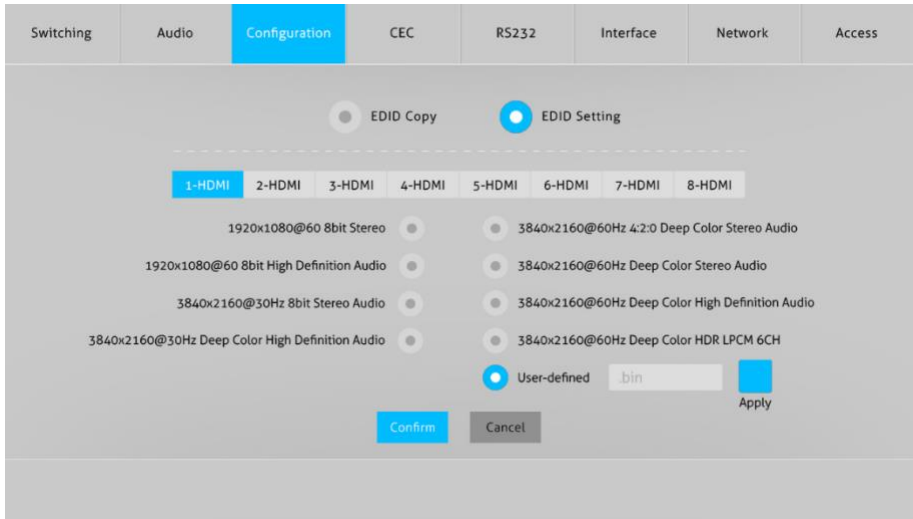 Switching Audio Configuration CEC RS232 Interface Network Access
EDID Copy EDID Setting
1-HDMI 2-HDMI 3-HDMI 4-HDMI 5-HDMI 6-HDMI 7-HDMI 8-HDMI
1920x1080@60 8bit Stereo 3840x2160@60Hz 4:2:0 Deep Color Stereo Audio
1920x1080@60 8bit High Definition Audio 3840x2160@60Hz Deep Color Stereo Audio
3840x2160@30Hz 8bit Stereo Audio 3840x2160@60Hz Deep Color High Definition Audio
3840x2160@30Hz Deep Color High Definition Audio 3840x2160@60Hz Deep Color HDR LPCM 6CH
User-defined .bin
Apply
Confirm Cancel